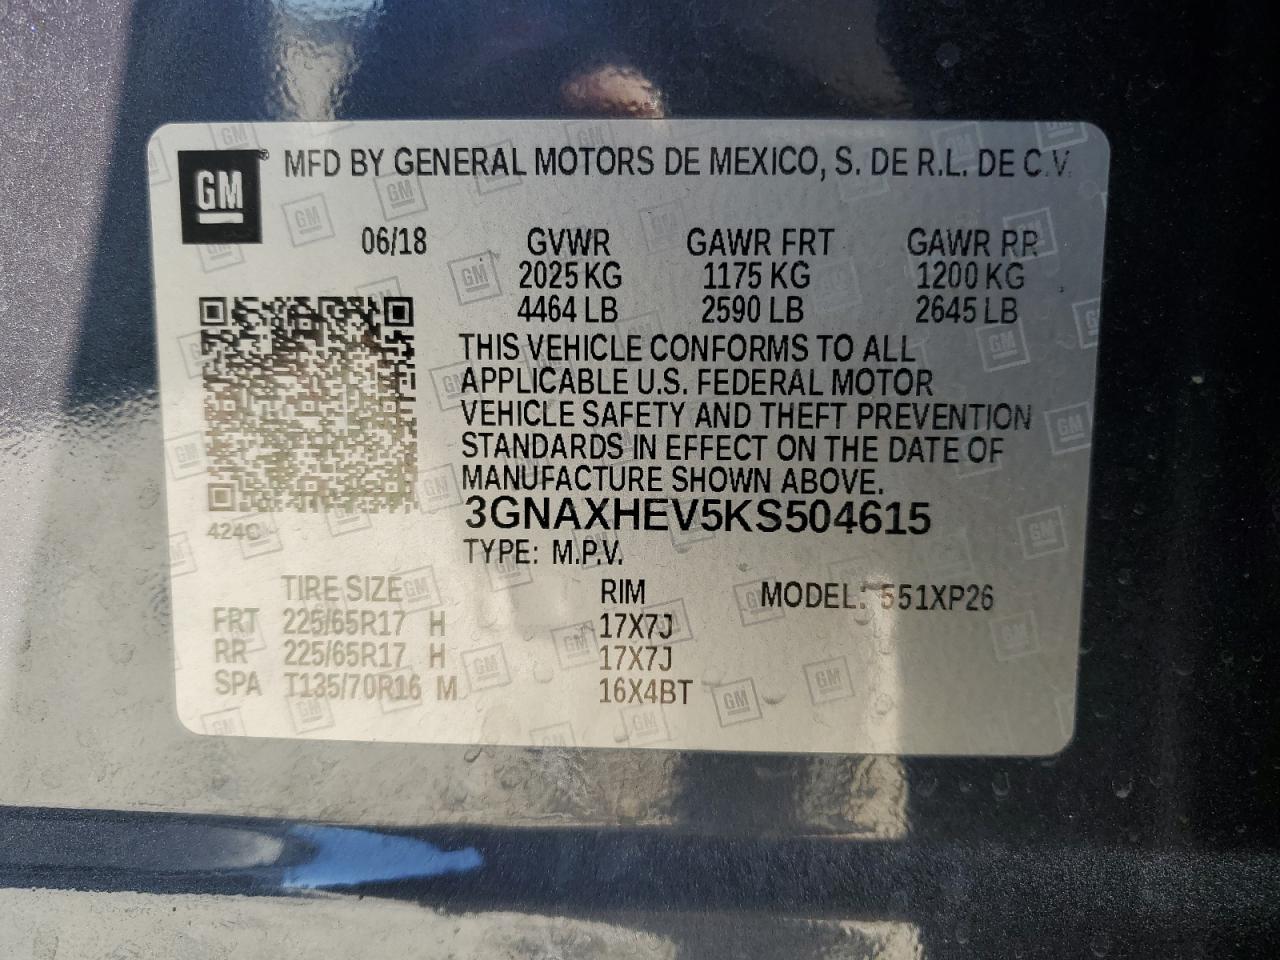 GM® MFD BY GENERAL MOTORS DE MEXICO, S. DE R.L. DE C.V.
06/18 GVWR GAWR FRT GAWR RR
2025 KG 1175 KG 1200 KG
4464 LB 2590 LB 2645 LB
THIS VEHICLE CONFORMS TO ALL
APPLICABLE U.S. FEDERAL MOTOR
VEHICLE SAFETY AND THEFT PREVENTION
STANDARDS IN EFFECT ON THE DATE OF
MANUFACTURE SHOWN ABOVE.
3GNAXHEV5KS504615
424C
TYPE: M.P.V.
TIRE SIZE RIM MODEL: 551XP26
FRT 225/65R17 H 17X7J
RR 225/65R17 H 17X7J
SPA T135/70R16 M 16X4BT